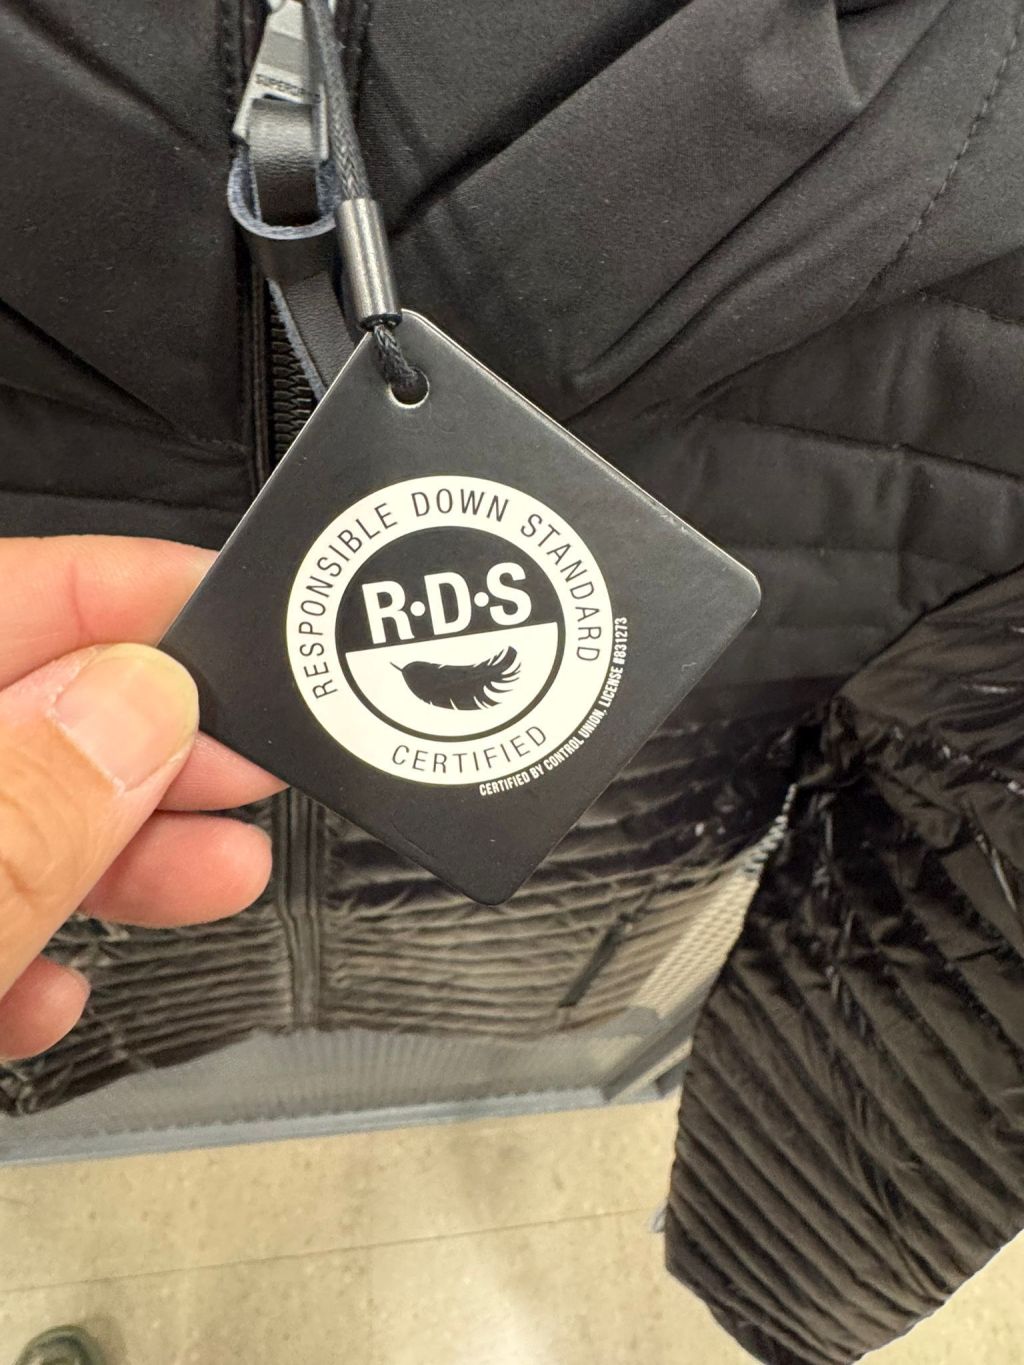 RESPONSIBLE DOWN STANDARD
R·D·S
CERTIFIED
CERTIFIED BY CONTROL UNION, LICENSE #831273